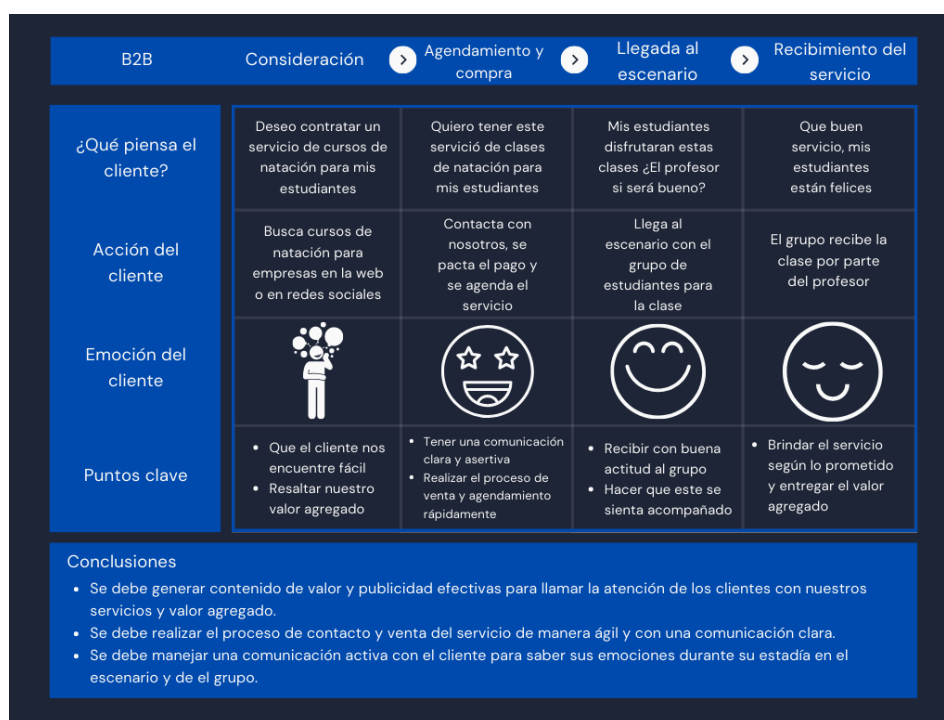 B2B
Consideración
Agendamiento y
compra
Llegada al
escenario
Recibimiento del
servicio
¿Qué piensa el
cliente?
Deseo contratar un
servicio de cursos de
natación para mis
estudiantes
Quiero tener este
servició de clases
de natación para
mis estudiantes
Mis estudiantes
disfrutaran estas
clases ¿El profesor
si será bueno?
Que buen
servicio, mis
estudiantes
están felices
Acción del
cliente
Busca cursos de
natación para
empresas en la web
o en redes sociales
Contacta con
nosotros, se
pacta el pago y
se agenda el
servicio
Llega al
escenario con el
grupo de
estudiantes para
la clase
El grupo recibe la
clase por parte
del profesor
Emoción del
cliente
Puntos clave
• Que el cliente nos
encuentre fácil
• Resaltar nuestro
valor agregado
• Tener una comunicación
clara y asertiva
• Realizar el proceso de
venta y agendamiento
rápidamente
• Recibir con buena
actitud al grupo
• Hacer que este se
sienta acompañado
• Brindar el servicio
según lo prometido
y entregar el valor
agregado
Conclusiones
• Se debe generar contenido de valor y publicidad efectivas para llamar la atención de los clientes con nuestros
servicios y valor agregado.
• Se debe realizar el proceso de contacto y venta del servicio de manera ágil y con una comunicación clara.
• Se debe manejar una comunicación activa con el cliente para saber sus emociones durante su estadía en el
escenario y de el grupo.